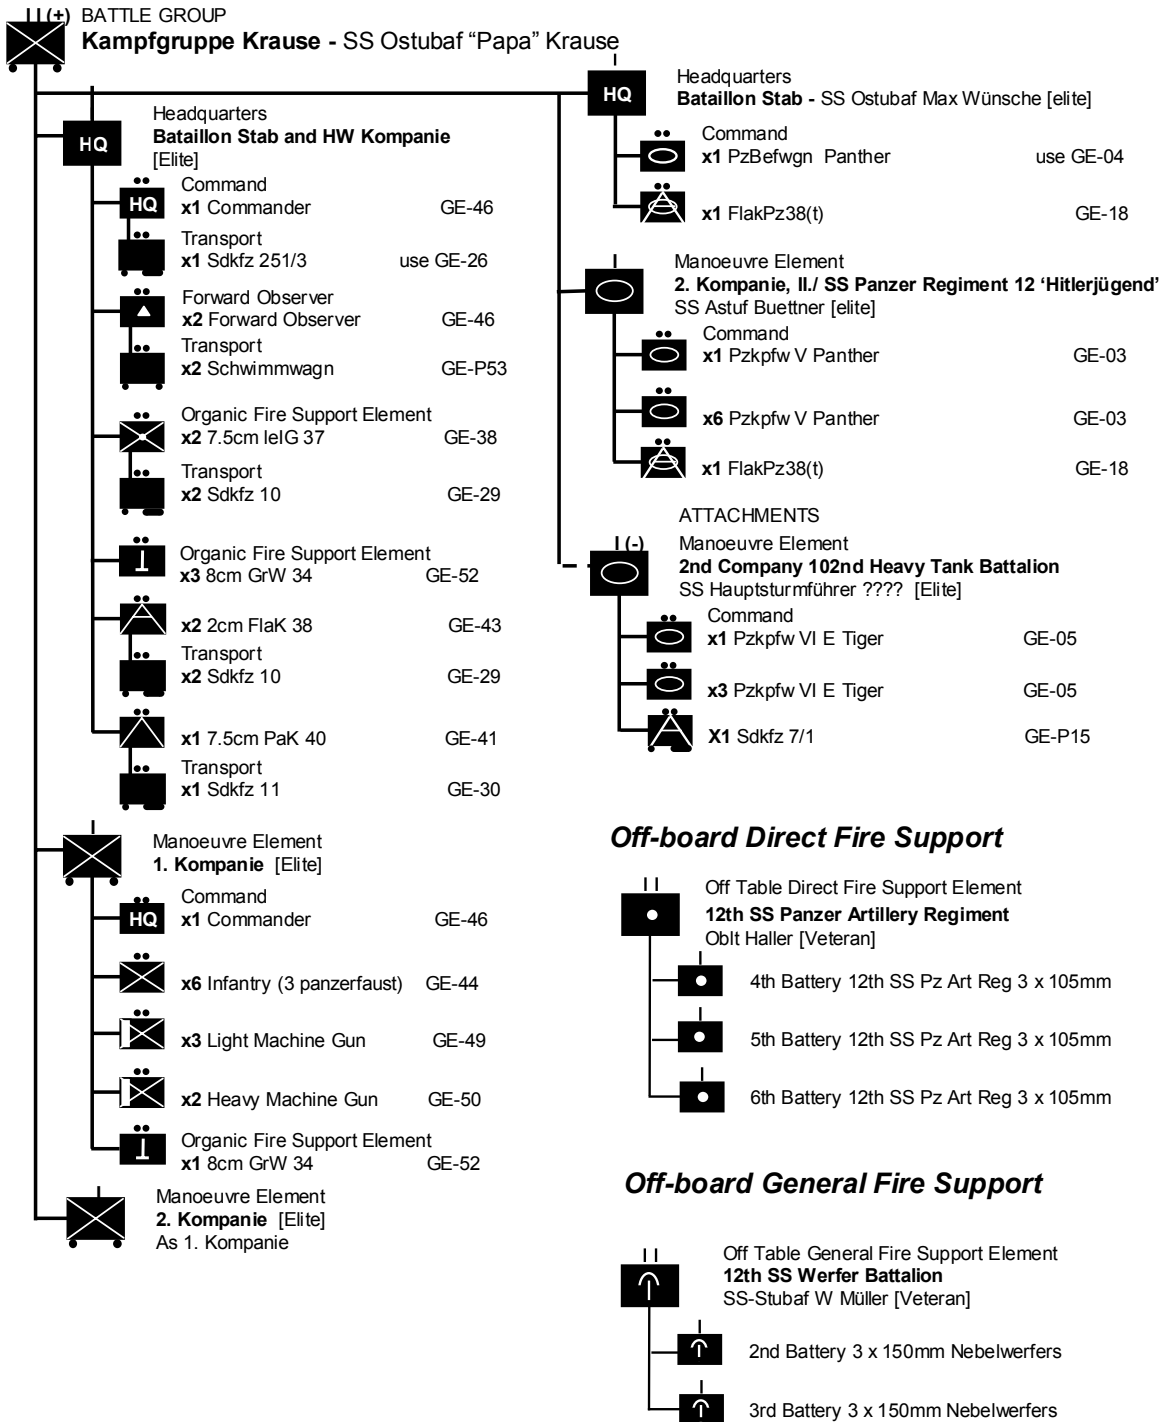 I I (+) BATTLE GROUP
Kampfgruppe Krause - SS Ostubaf “Papa” Krause
HQ
Headquarters
Bataillon Stab and HW Kompanie
[Elite]
HQ
Command
x1 Commander GE-46
Transport
x1 Sdkfz 251/3 use GE-26
Forward Observer
x2 Forward Observer GE-46
Transport
x2 Schwimmwagn GE-P53
Organic Fire Support Element
x2 7.5cm leIG 37 GE-38
Transport
x2 Sdkfz 10 GE-29
Organic Fire Support Element
x3 8cm GrW 34 GE-52
x2 2cm FlaK 38 GE-43
Transport
x2 Sdkfz 10 GE-29
x1 7.5cm PaK 40 GE-41
Transport
x1 Sdkfz 11 GE-30
Manoeuvre Element
1. Kompanie [Elite]
HQ
Command
x1 Commander GE-46
x6 Infantry (3 panzerfaust) GE-44
x3 Light Machine Gun GE-49
x2 Heavy Machine Gun GE-50
Organic Fire Support Element
x1 8cm GrW 34 GE-52
Manoeuvre Element
2. Kompanie [Elite]
As 1. Kompanie
HQ
Headquarters
Bataillon Stab - SS Ostubaf Max Wünsche [elite]
Command
x1 PzBefwgn Panther use GE-04
x1 FlakPz38(t) GE-18
Manoeuvre Element
2. Kompanie, II./ SS Panzer Regiment 12 ‘Hitlerjügend’
SS Astuf Buettner [elite]
Command
x1 Pzkpfw V Panther GE-03
x6 Pzkpfw V Panther GE-03
x1 FlakPz38(t) GE-18
ATTACHMENTS
I (-) Manoeuvre Element
2nd Company 102nd Heavy Tank Battalion
SS Hauptsturmführer ???? [Elite]
Command
x1 Pzkpfw VI E Tiger GE-05
x3 Pzkpfw VI E Tiger GE-05
X1 Sdkfz 7/1 GE-P15
Off-board Direct Fire Support
I I
Off Table Direct Fire Support Element
12th SS Panzer Artillery Regiment
Oblt Haller [Veteran]
4th Battery 12th SS Pz Art Reg 3 x 105mm
5th Battery 12th SS Pz Art Reg 3 x 105mm
6th Battery 12th SS Pz Art Reg 3 x 105mm
Off-board General Fire Support
I I
Off Table General Fire Support Element
12th SS Werfer Battalion
SS-Stubaf W Müller [Veteran]
2nd Battery 3 x 150mm Nebelwerfers
3rd Battery 3 x 150mm Nebelwerfers